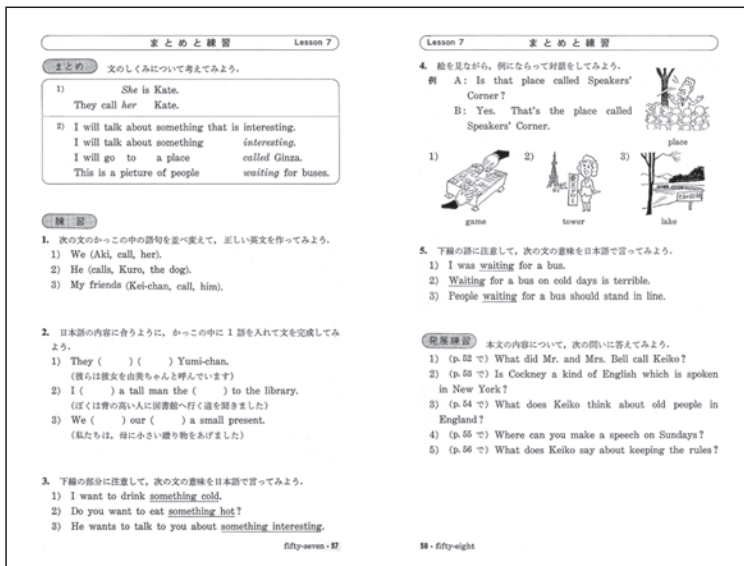 まとめと練習 Lesson 7
まとめ 文のしくみについて考えてみよう.
1) She is Kate.
They call her Kate.
2) I will talk about something that is interesting.
I will talk about something interesting.
I will go to a place called Ginza.
This is a picture of people waiting for buses.
練習
1. 次の文のかっこの中の語句を並べ変えて, 正しい英文を作ってみよう.
1) We (Aki, call, her).
2) He (calls, Kuro, the dog).
3) My friends (Kei-chan, call, him).
2. 日本語の内容に合うように, かっこの中に 1 語を入れて文を完成してみ
よう.
1) They ( ) ( ) Yumi-chan.
(彼らは彼女を由美ちゃんと呼んでいます)
2) I ( ) a tall man the ( ) to the library.
(ぼくは背の高い人に図書館へ行く道を聞きました)
3) We ( ) our ( ) a small present.
(私たちは, 母に小さい贈り物をあげました)
3. 下線の部分に注意して, 次の文の意味を日本語で言ってみよう.
1) I want to drink something cold.
2) Do you want to eat something hot?
3) He wants to talk to you about something interesting.
fifty-seven・57
Lesson 7 まとめと練習
4. 絵を見ながら, 例にならって対話をしてみよう.
例 A: Is that place called Speakers'
Corner?
B: Yes. That's the place called
Speakers' Corner.
place
1) 2) 3)
game tower lake
5. 下線の語に注意して, 次の文の意味を日本語で言ってみよう.
1) I was waiting for a bus.
2) Waiting for a bus on cold days is terrible.
3) People waiting for a bus should stand in line.
発展練習 本文の内容について, 次の問いに答えてみよう.
1) (p. 52 で) What did Mr. and Mrs. Bell call Keiko?
2) (p. 53 で) Is Cockney a kind of English which is spoken
in New York?
3) (p. 54 で) What does Keiko think about old people in
England?
4) (p. 55 で) Where can you make a speech on Sundays?
5) (p. 56 で) What does Keiko say about keeping the rules?
58・fifty-eight